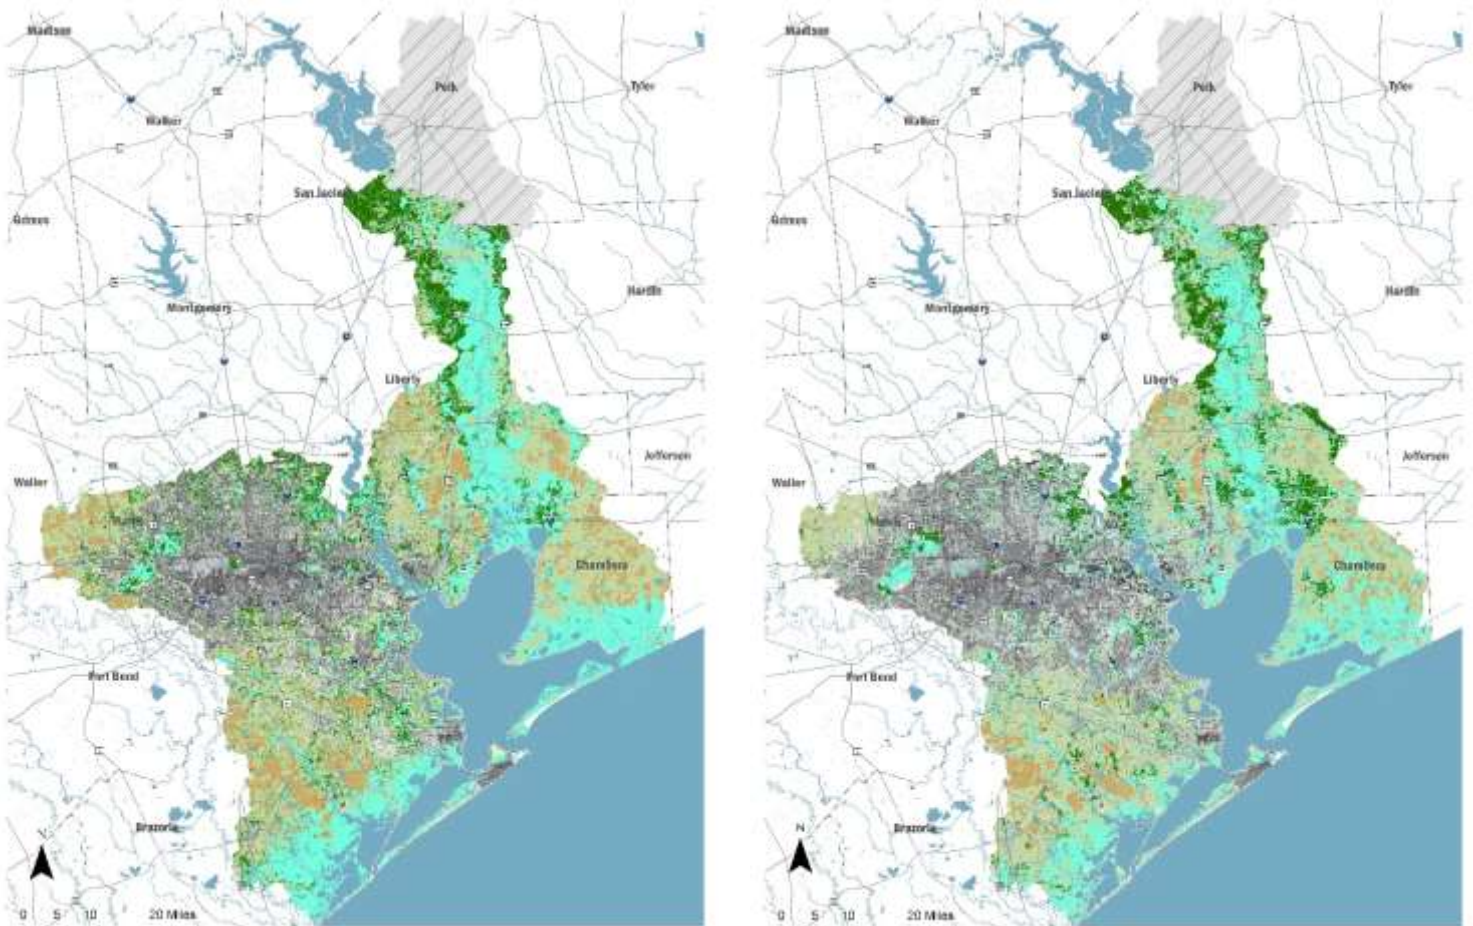 Madison
Polk
Tyler
Walker
San Jacinto
Grimes
Hardin
Montgomery
Liberty
Jefferson
Waller
Harris
Chambers
Fort Bend
Brazoria
0 5 10 20 Miles
Madison
Polk
Tyler
Walker
San Jacinto
Grimes
Hardin
Montgomery
Liberty
Jefferson
Waller
Chambers
Fort Bend
Brazoria
N
0 5 10 20 Miles